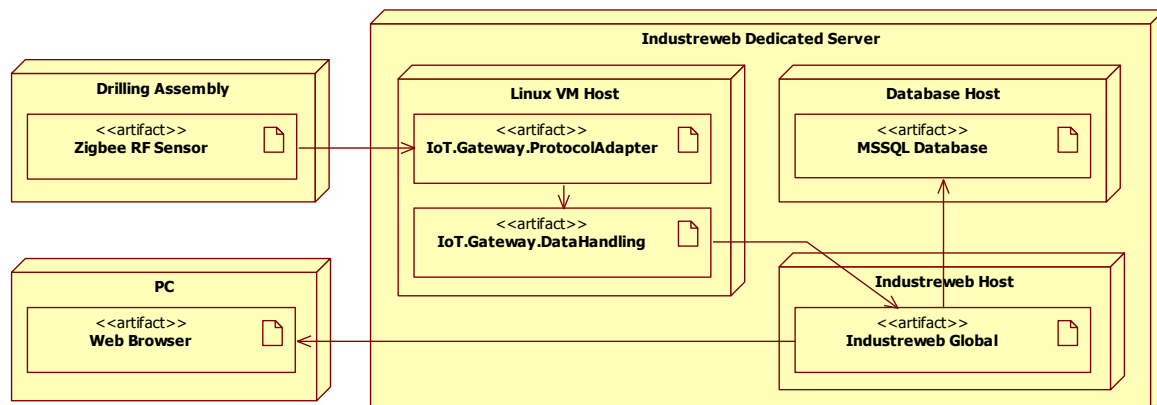 Industreweb Dedicated Server
Drilling Assembly
<<artifact>>
Zigbee RF Sensor
Linux VM Host
<<artifact>>
IoT.Gateway.ProtocolAdapter
<<artifact>>
IoT.Gateway.DataHandling
Database Host
<<artifact>>
MSSQL Database
PC
<<artifact>>
Web Browser
Industreweb Host
<<artifact>>
Industreweb Global